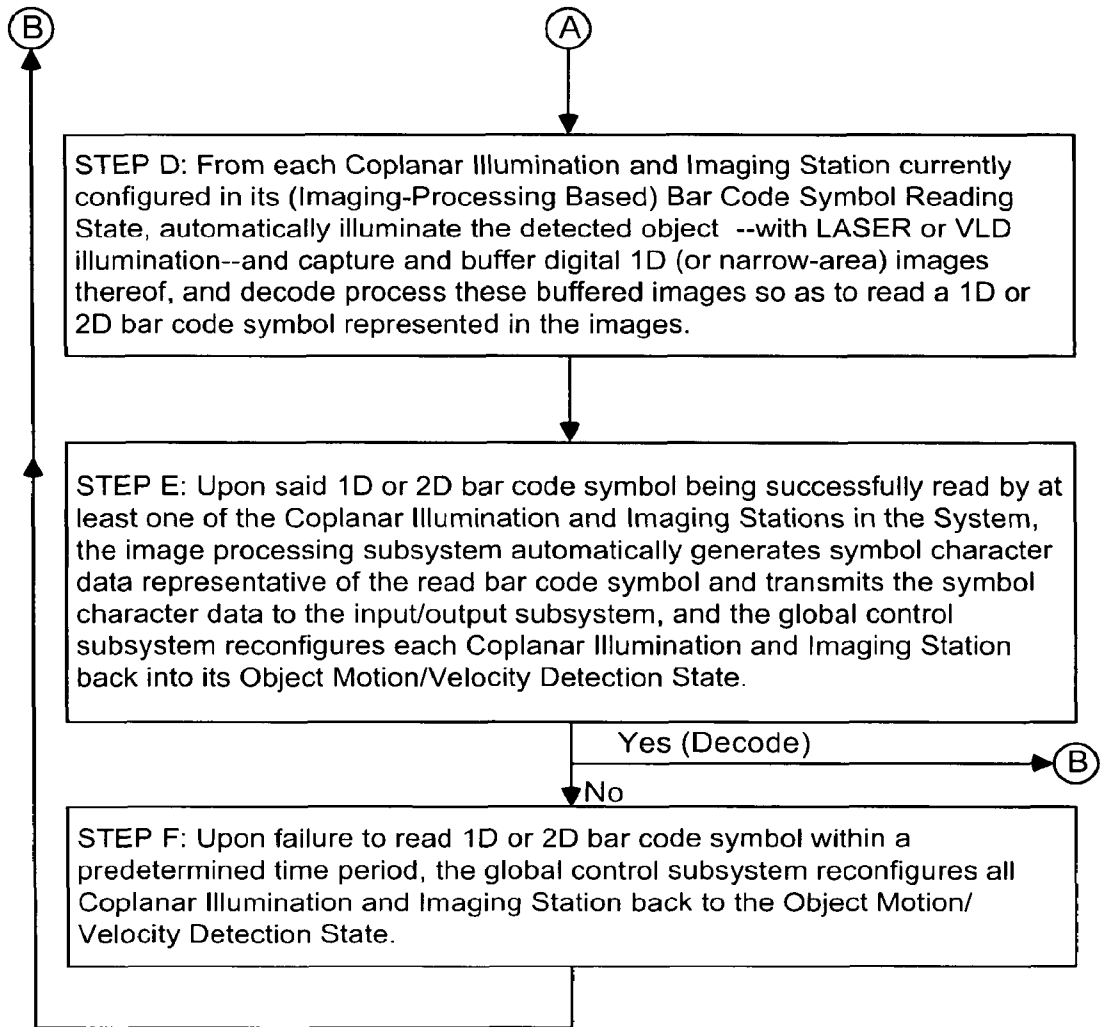 B
A
STEP D: From each Coplanar Illumination and Imaging Station currently
configured in its (Imaging-Processing Based) Bar Code Symbol Reading
State, automatically illuminate the detected object --with LASER or VLD
illumination--and capture and buffer digital 1D (or narrow-area) images
thereof, and decode process these buffered images so as to read a 1D or
2D bar code symbol represented in the images.
STEP E: Upon said 1D or 2D bar code symbol being successfully read by at
least one of the Coplanar Illumination and Imaging Stations in the System,
the image processing subsystem automatically generates symbol character
data representative of the read bar code symbol and transmits the symbol
character data to the input/output subsystem, and the global control
subsystem reconfigures each Coplanar Illumination and Imaging Station
back into its Object Motion/Velocity Detection State.
Yes (Decode)
B
No
STEP F: Upon failure to read 1D or 2D bar code symbol within a
predetermined time period, the global control subsystem reconfigures all
Coplanar Illumination and Imaging Station back to the Object Motion/
Velocity Detection State.